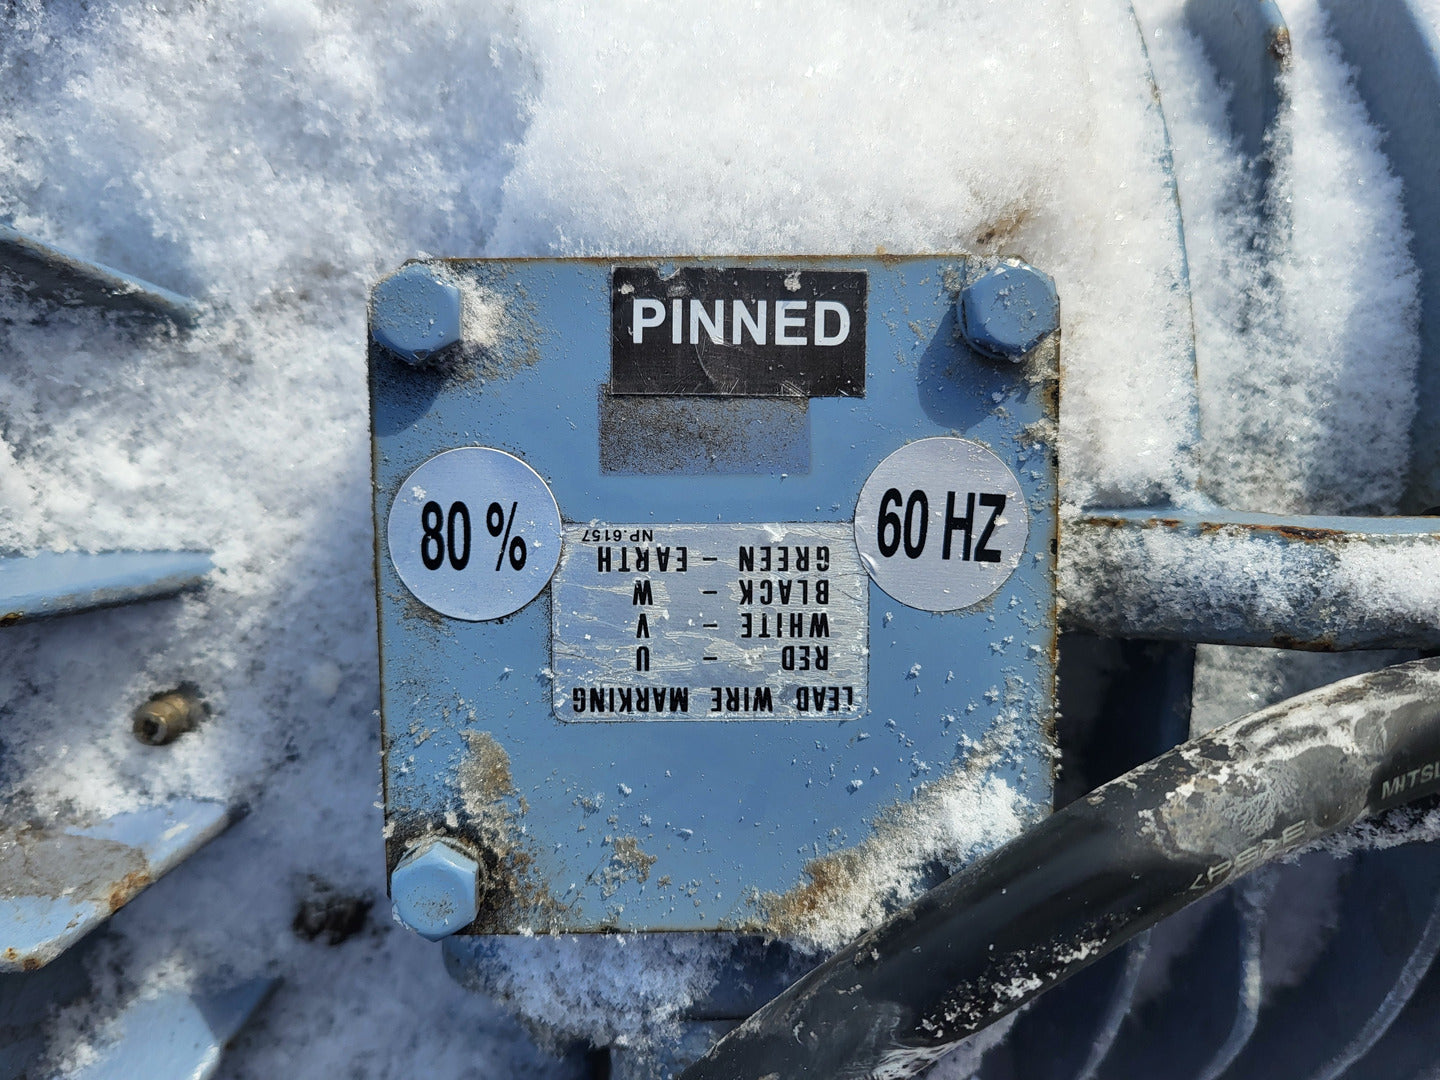 PINNED
80 %
60 HZ
LEAD WIRE MARKING
RED - U
WHITE - V
BLACK - W
GREEN - EARTH
NP.6157